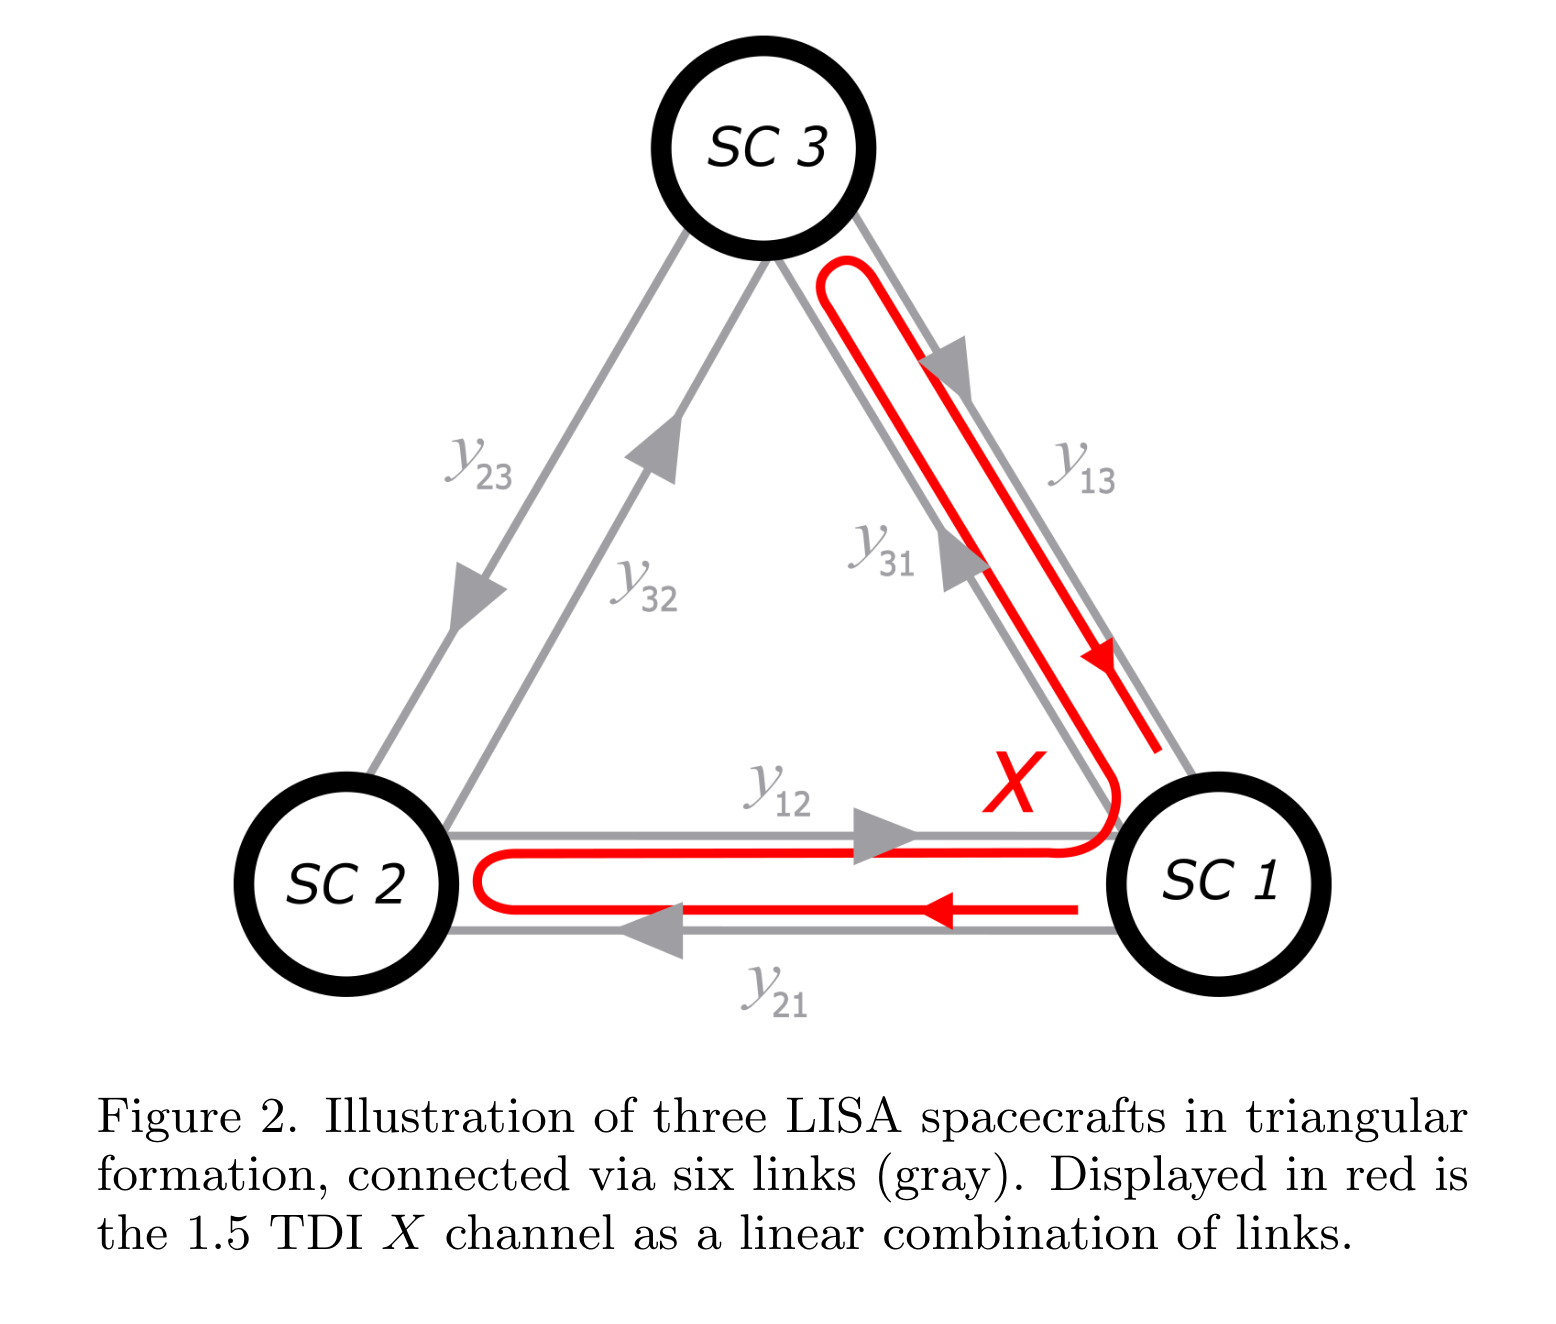 SC 3
y23
y13
y31
y32
X
y12
SC 2
SC 1
y21
Figure 2. Illustration of three LISA spacecrafts in triangular
formation, connected via six links (gray). Displayed in red is
the 1.5 TDI X channel as a linear combination of links.